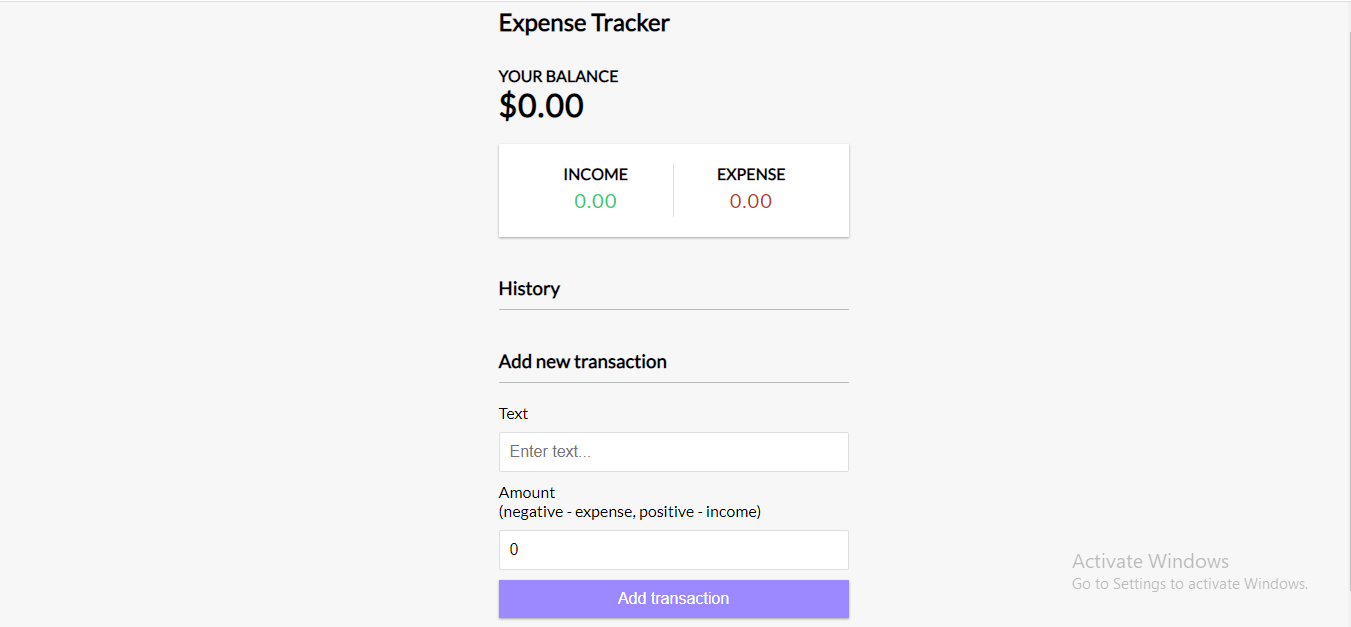 Expense Tracker
YOUR BALANCE
$0.00
INCOME
0.00
EXPENSE
0.00
History
Add new transaction
Text
Enter text...
Amount
(negative - expense, positive - income)
0
Add transaction
Activate Windows
Go to Settings to activate Windows.